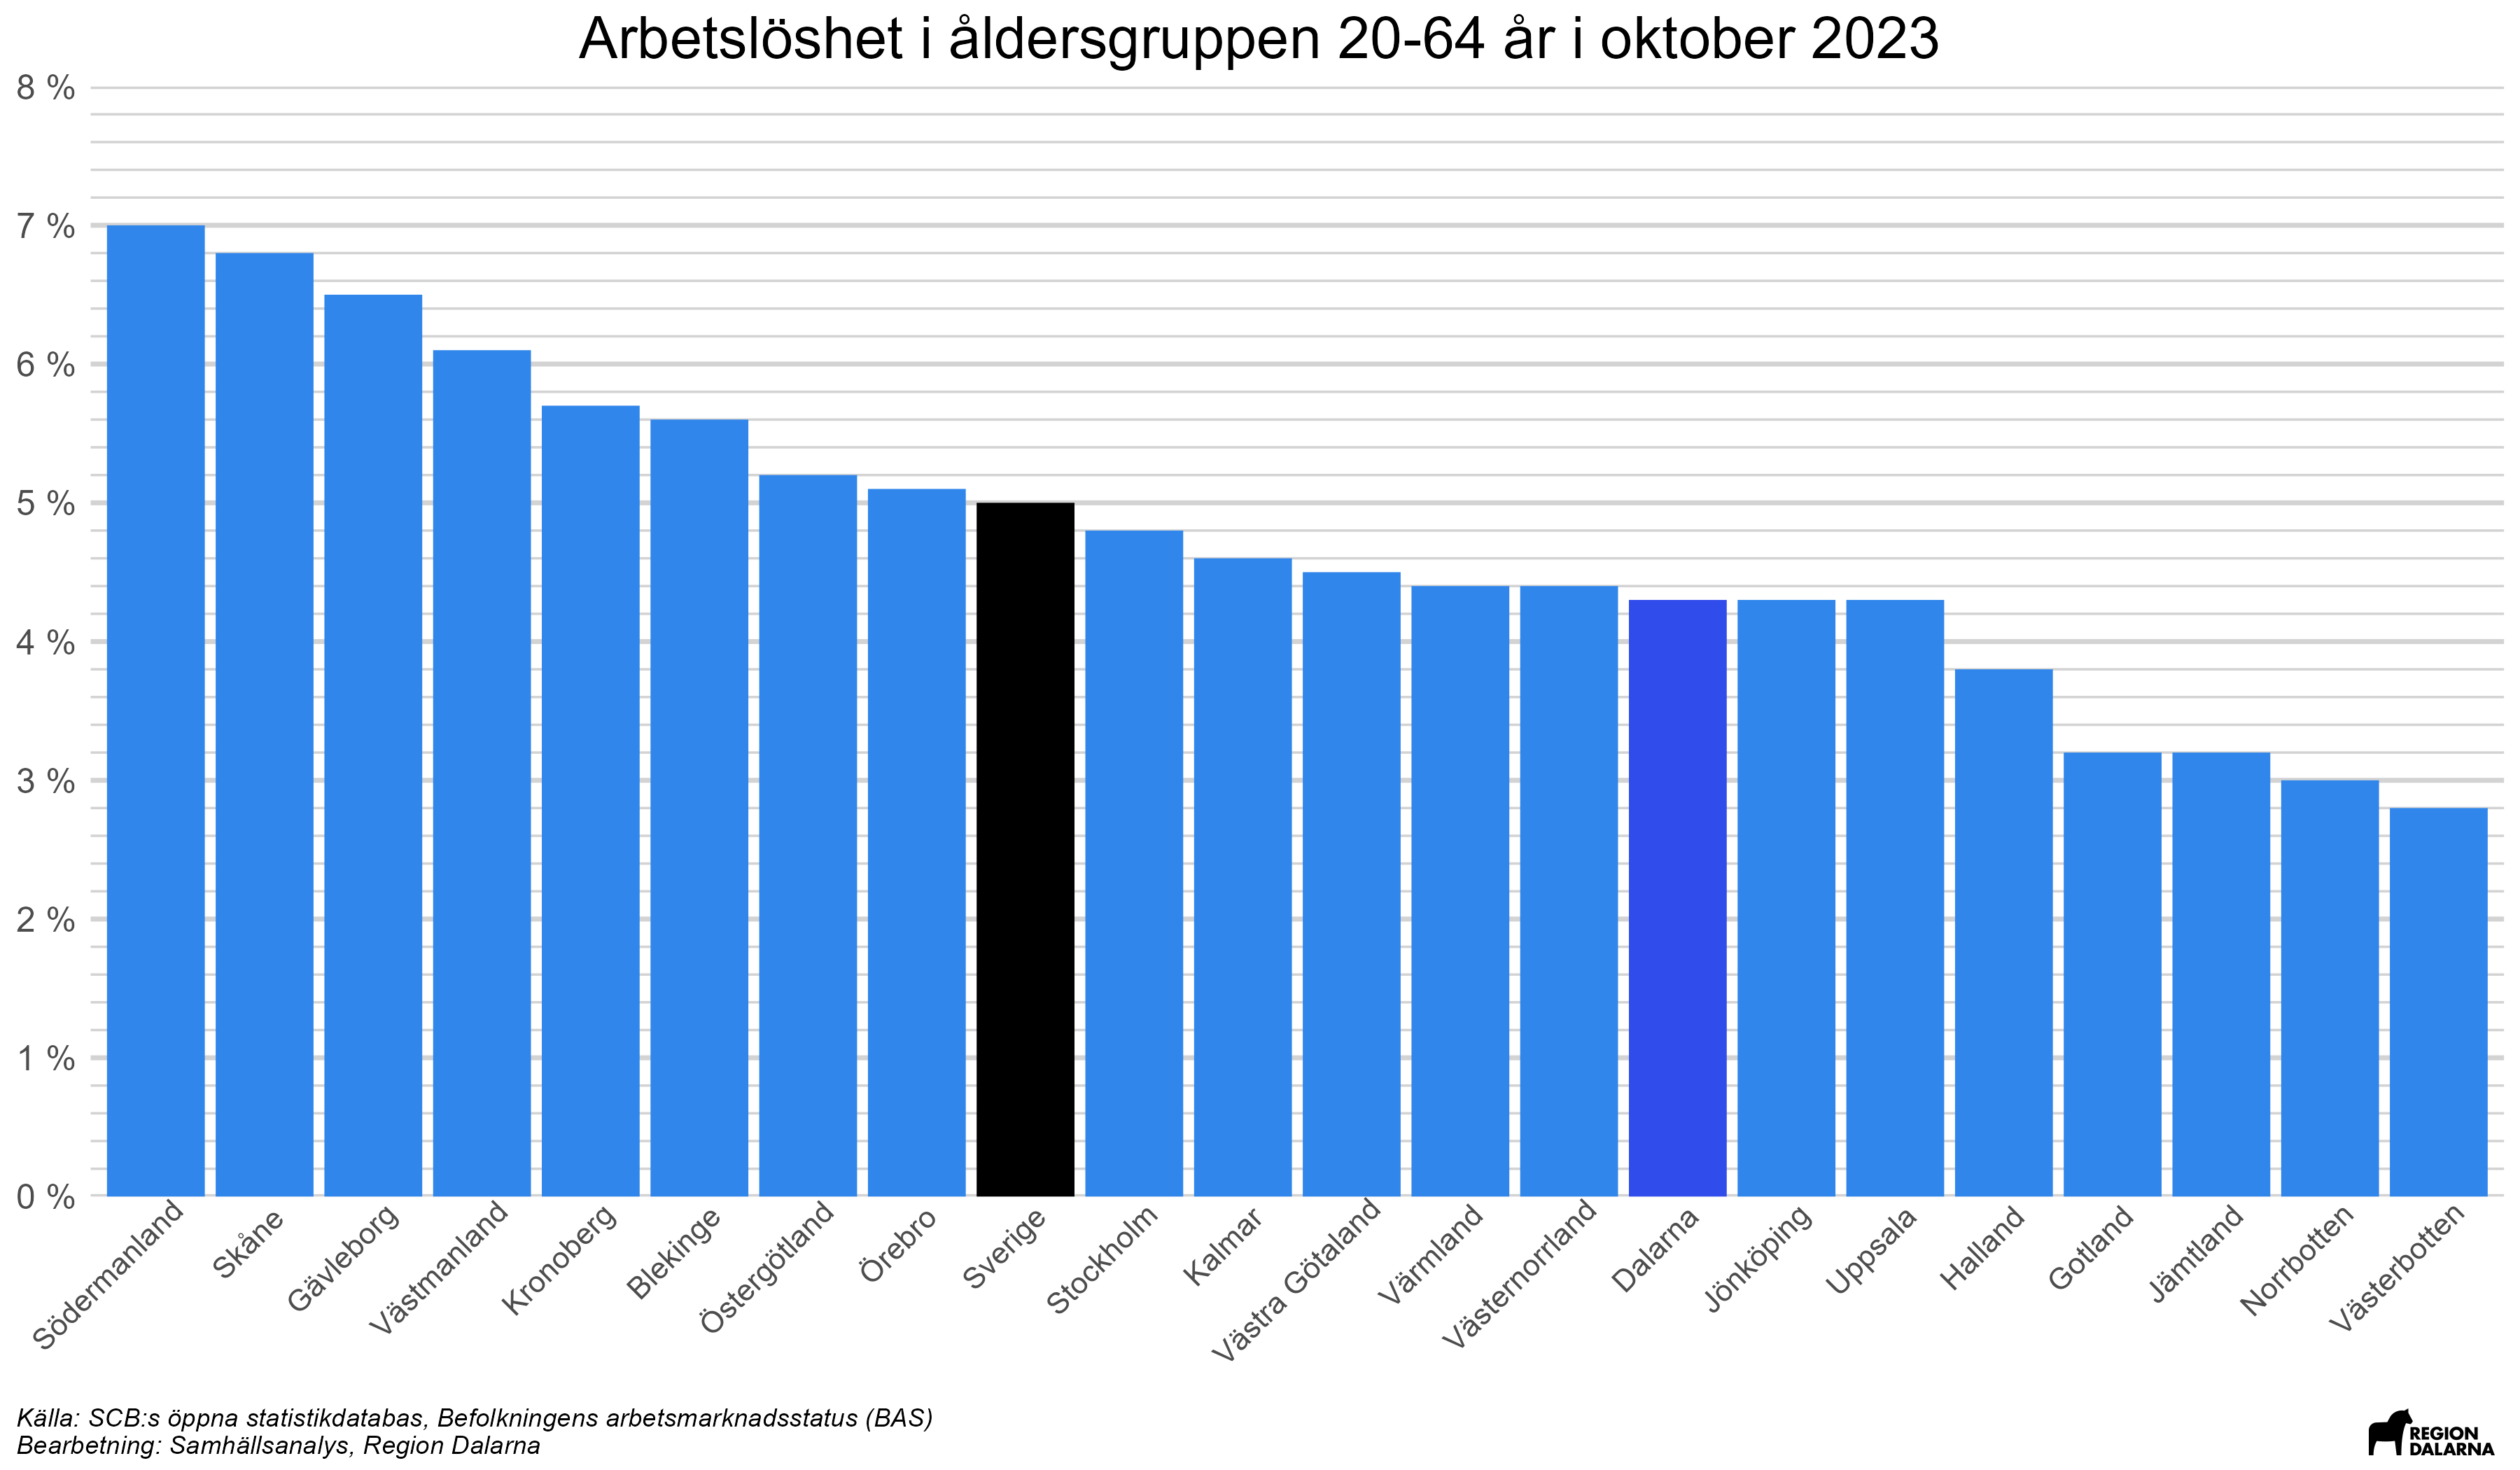 Arbetslöshet i åldersgruppen 20-64 år i oktober 2023
8 %
7 %
6 %
5 %
4 %
3 %
2 %
1 %
0 %
Södermanland
Skåne
Gävleborg
Västmanland
Kronoberg
Blekinge
Östergötland
Örebro
Sverige
Stockholm
Kalmar
Västra Götaland
Värmland
Västernorrland
Dalarna
Jönköping
Uppsala
Halland
Gotland
Jämtland
Norrbotten
Västerbotten
Källa: SCB:s öppna statistikdatabas, Befolkningens arbetsmarknadsstatus (BAS)
Bearbetning: Samhällsanalys, Region Dalarna
REGION
DALARNA